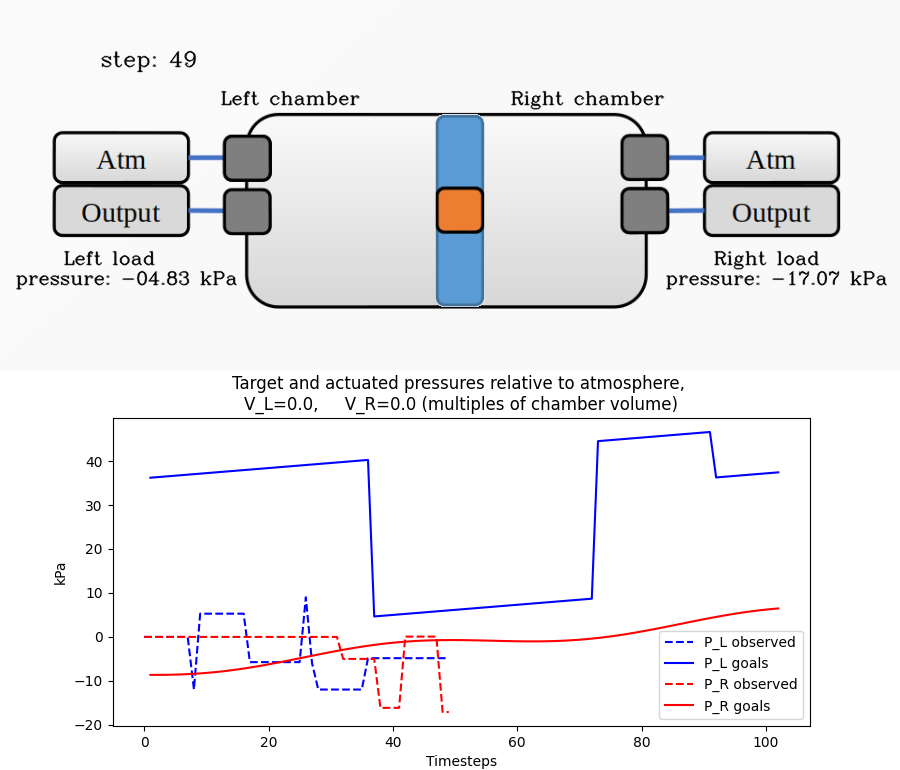 step: 49
Left chamber
Right chamber
Atm
Atm
Output
Output
Left load
pressure: -04.83 kPa
Right load
pressure: -17.07 kPa
Target and actuated pressures relative to atmosphere,
V_L=0.0, V_R=0.0 (multiples of chamber volume)
40
30
20
10
0
−10
−20
kPa
P_L observed
P_L goals
P_R observed
P_R goals
0 20 40 60 80 100
Timesteps